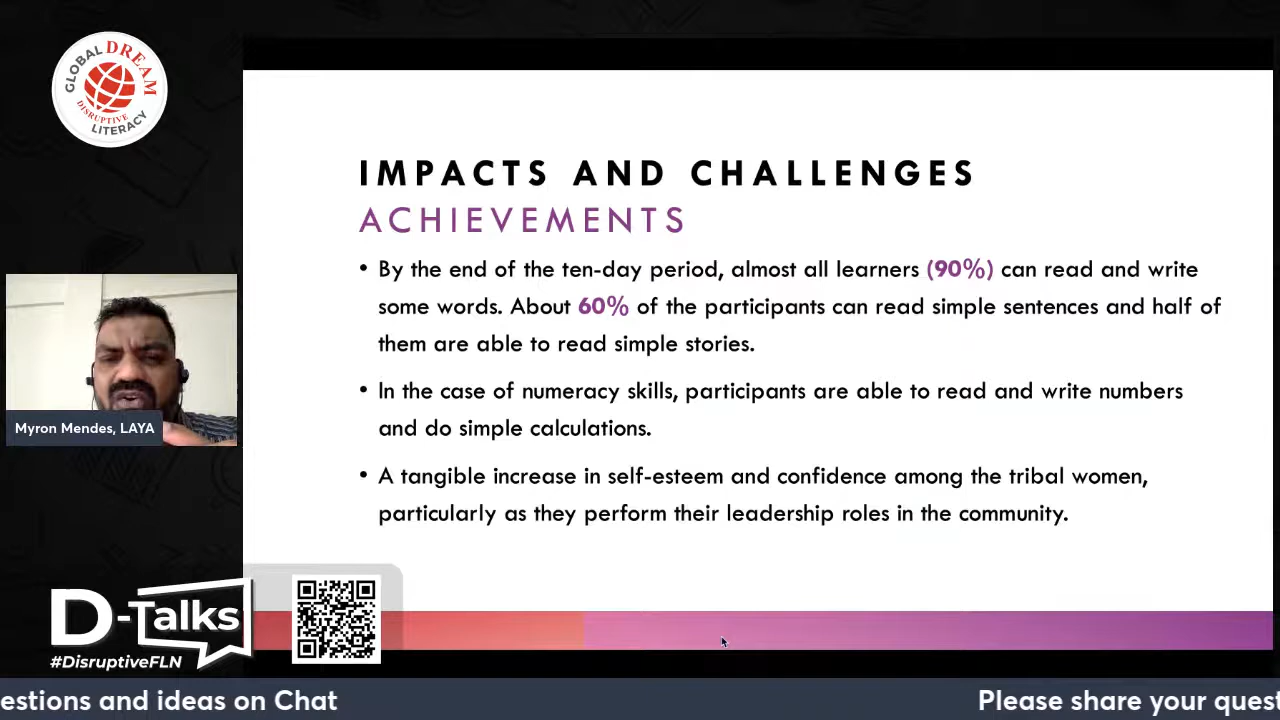 GLOBAL DREAM
DISRUPTIVE
LITERACY
IMPACTS AND CHALLENGES
ACHIEVEMENTS
• By the end of the ten-day period, almost all learners (90%) can read and write
some words. About 60% of the participants can read simple sentences and half of
them are able to read simple stories.
• In the case of numeracy skills, participants are able to read and write numbers
and do simple calculations.
• A tangible increase in self-esteem and confidence among the tribal women,
particularly as they perform their leadership roles in the community.
Myron Mendes, LAYA
D-Talks
#DisruptiveFLN
estions and ideas on Chat
Please share your quest